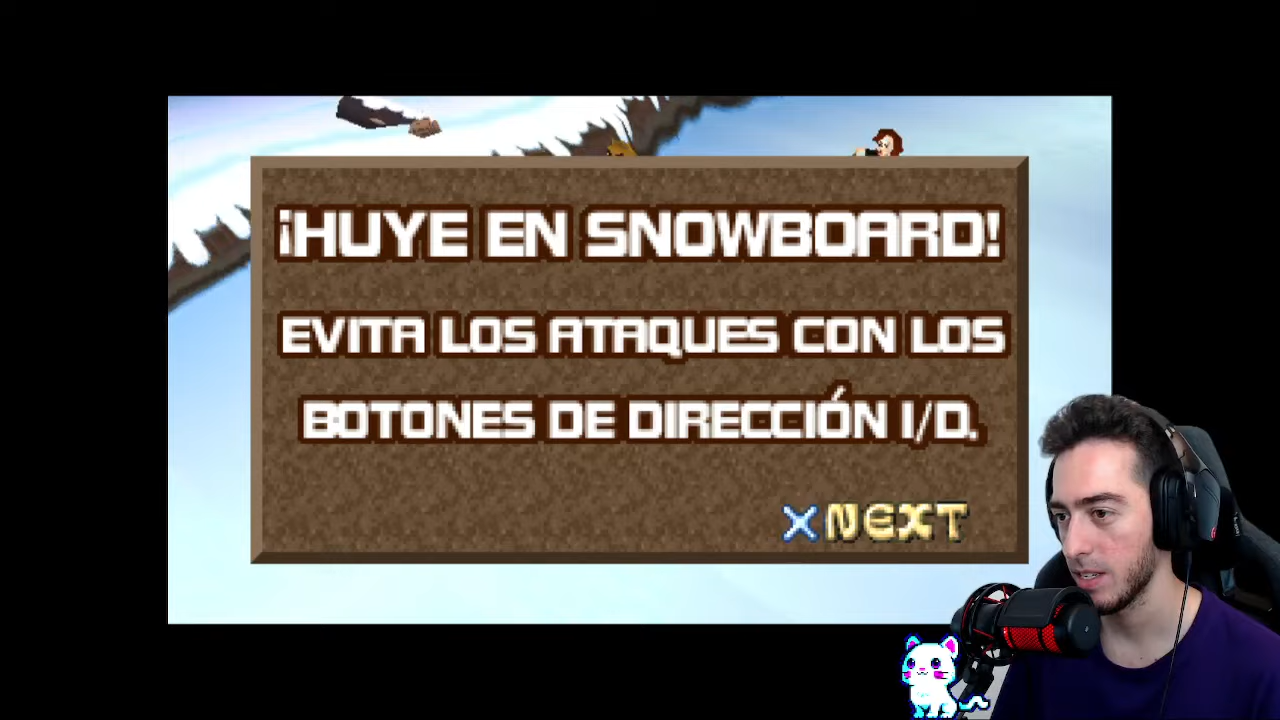 ¡HUYE EN SNOWBOARD!
EVITA LOS ATAQUES CON LOS
BOTONES DE DIRECCIÓN I/D.
X NEXT